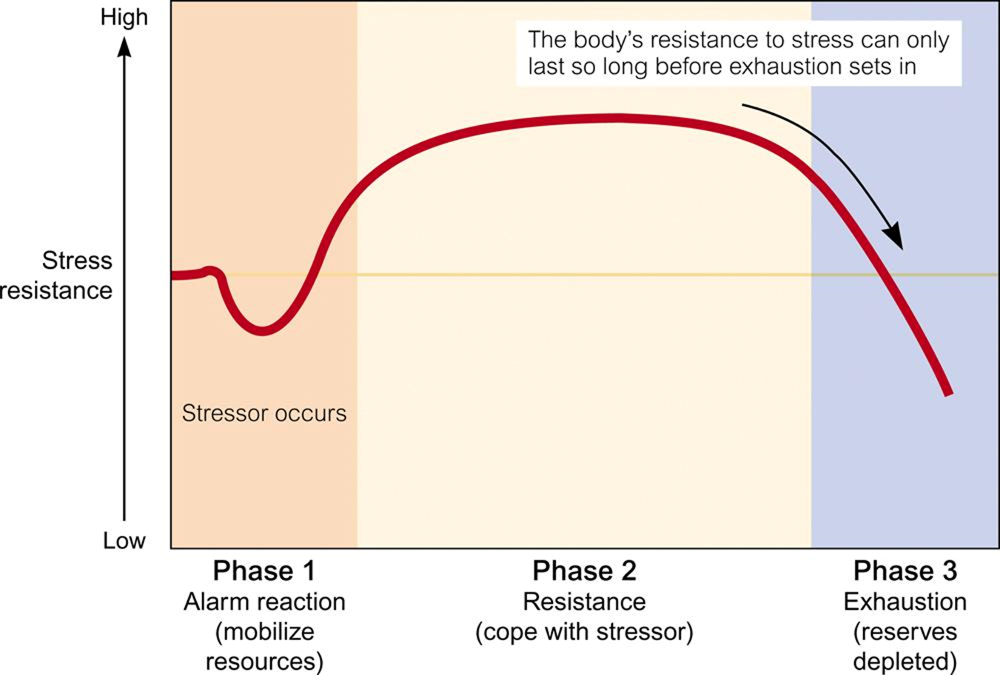 High
The body’s resistance to stress can only
last so long before exhaustion sets in
Stress
resistance
Stressor occurs
Low
Phase 1
Alarm reaction
(mobilize
resources)
Phase 2
Resistance
(cope with stressor)
Phase 3
Exhaustion
(reserves
depleted)